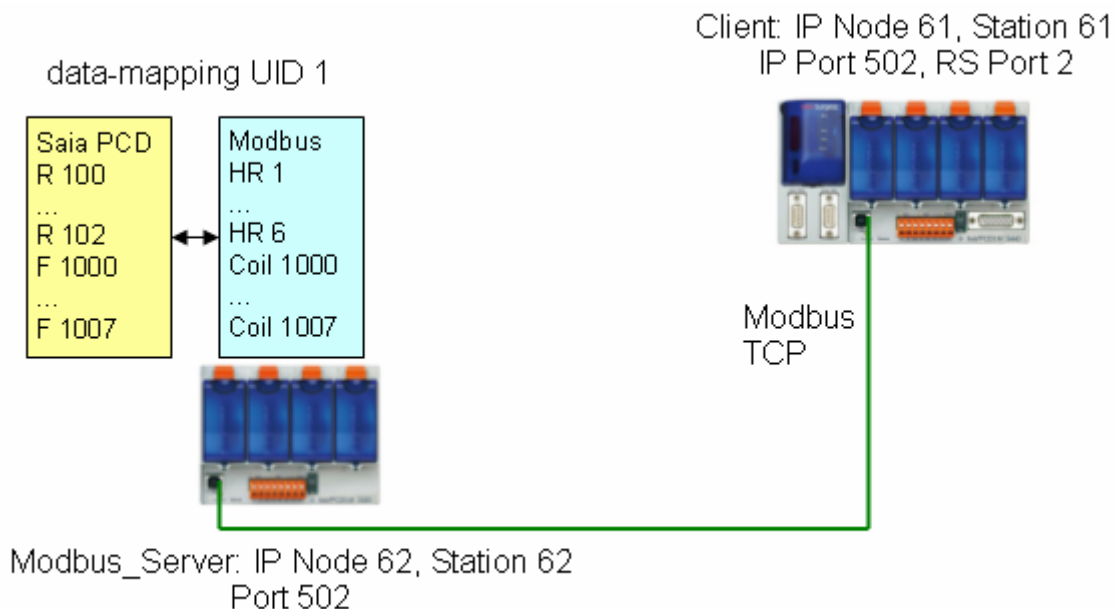 Client: IP Node 61, Station 61
IP Port 502, RS Port 2
data-mapping UID 1
Saia PCD
R 100
...
R 102
F 1000
...
F 1007
Modbus
HR 1
...
HR 6
Coil 1000
...
Coil 1007
Modbus
TCP
Modbus_Server: IP Node 62, Station 62
Port 502